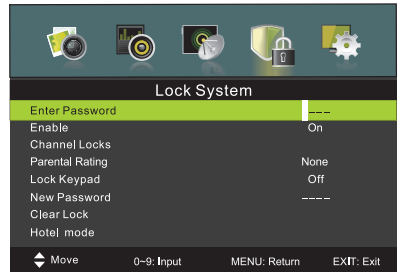 Lock System
Enter Password _ _ _
Enable On
Channel Locks
Parental Rating None
Lock Keypad Off
New Password _ _ _ _
Clear Lock
Hotel mode
Move 0~9: Input MENU: Return EXIT: Exit